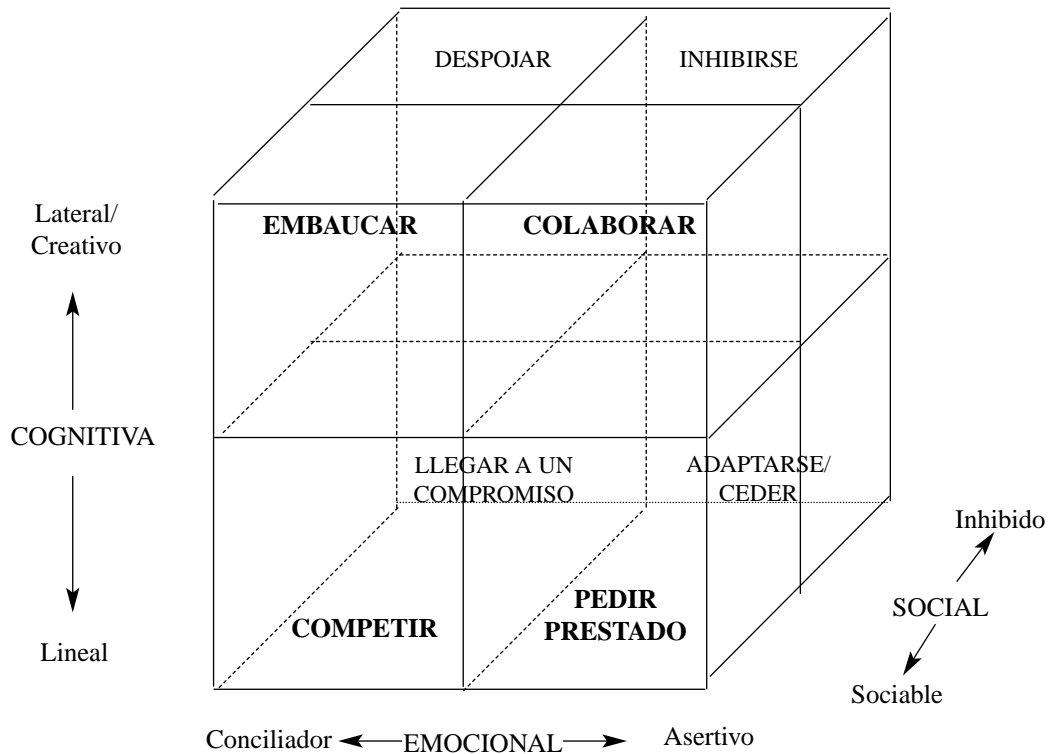 DESPOJAR
INHIBIRSE
Lateral/
Creativo
EMBAUCAR
COLABORAR
COGNITIVA
LLEGAR A UN
COMPROMISO
ADAPTARSE/
CEDER
Inhibido
SOCIAL
Sociable
COMPETIR
PEDIR
PRESTADO
Lineal
Conciliador
EMOCIONAL
Asertivo